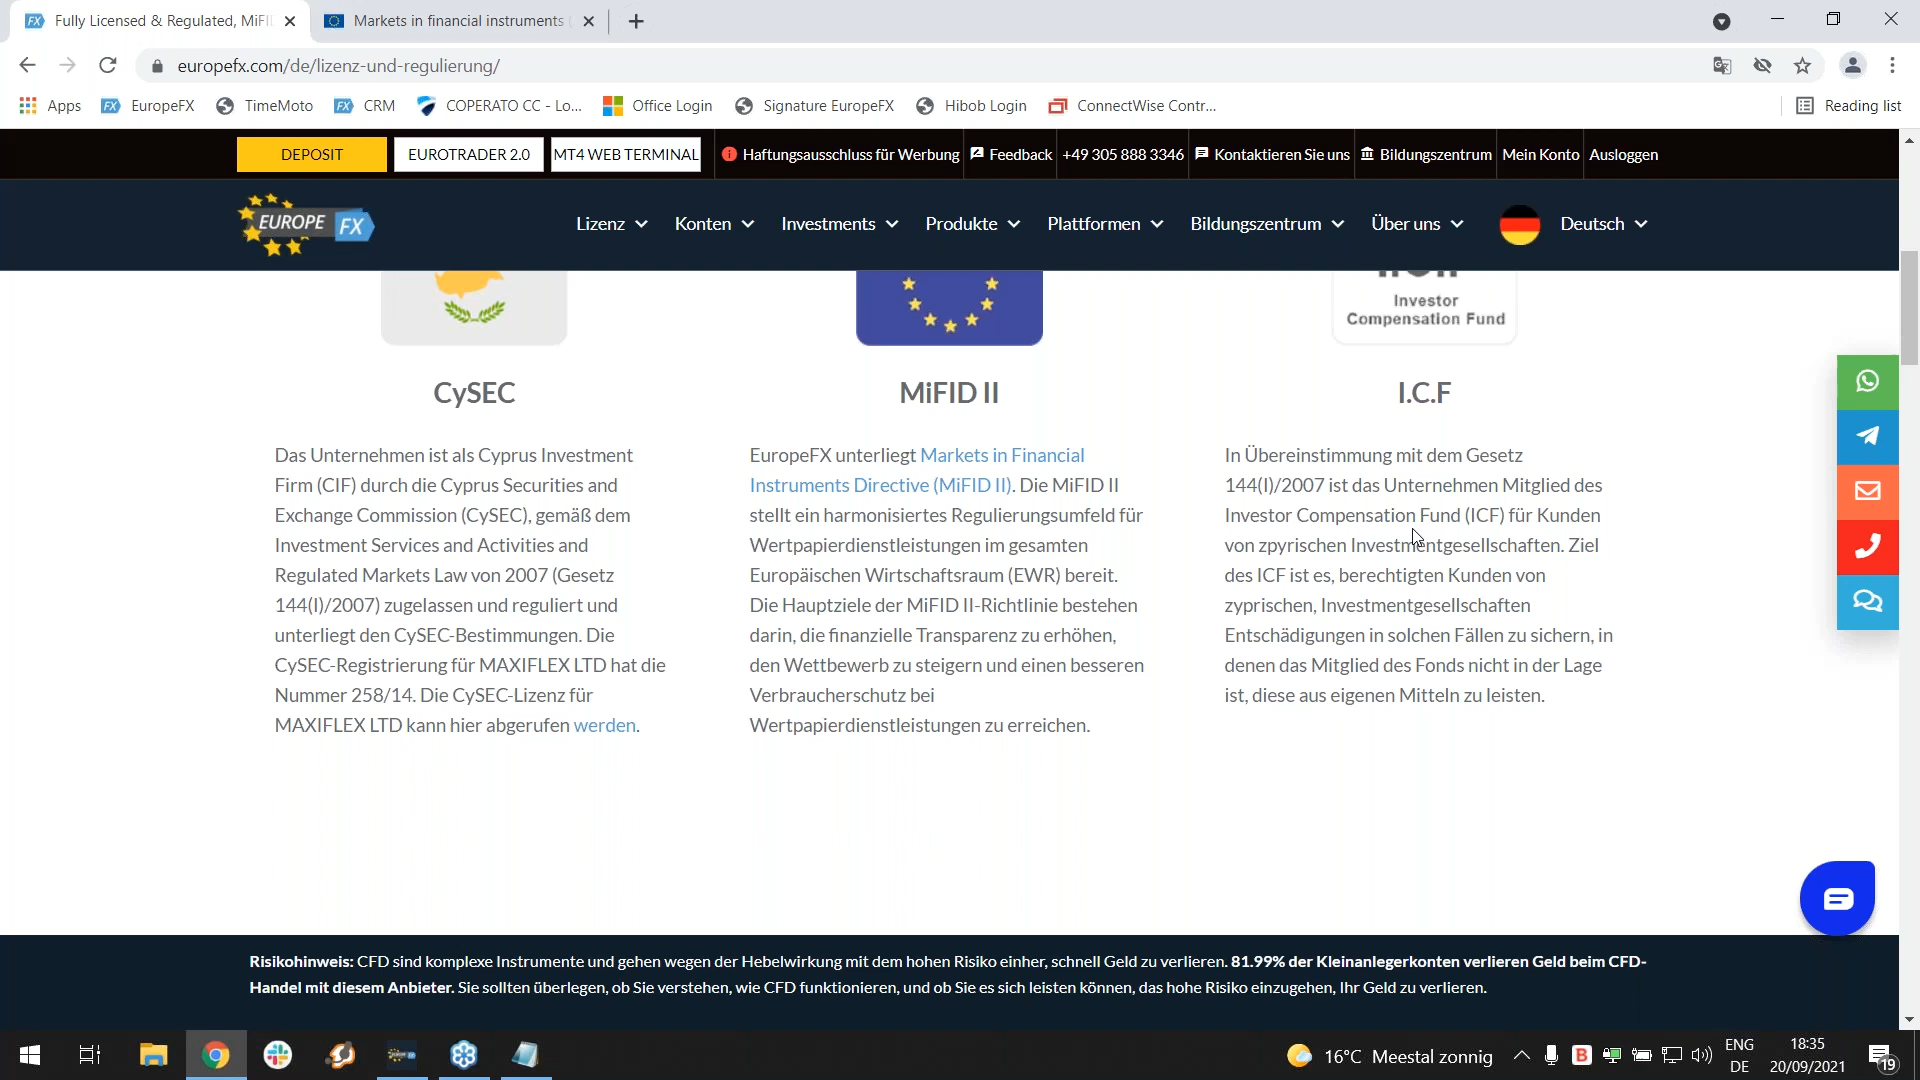 Fully Licensed & Regulated, MiFI
Markets in financial instruments
europefx.com/de/lizenz-und-regulierung/
Apps
EuropeFX
TimeMoto
CRM
COPERATO CC - Lo...
Office Login
Signature EuropeFX
Hibob Login
ConnectWise Contr...
Reading list
DEPOSIT
EUROTRADER 2.0
MT4 WEB TERMINAL
Haftungsausschluss für Werbung
Feedback
+49 305 888 3346
Kontaktieren Sie uns
Bildungszentrum
Mein Konto
Ausloggen
EUROPE FX
Lizenz
Konten
Investments
Produkte
Plattformen
Bildungszentrum
Über uns
Deutsch
Investor
Compensation Fund
CySEC
Das Unternehmen ist als Cyprus Investment
Firm (CIF) durch die Cyprus Securities and
Exchange Commission (CySEC), gemäß dem
Investment Services and Activities and
Regulated Markets Law von 2007 (Gesetz
144(I)/2007) zugelassen und reguliert und
unterliegt den CySEC-Bestimmungen. Die
CySEC-Registrierung für MAXIFLEX LTD hat die
Nummer 258/14. Die CySEC-Lizenz für
MAXIFLEX LTD kann hier abgerufen werden.
MiFID II
EuropeFX unterliegt Markets in Financial
Instruments Directive (MiFID II). Die MiFID II
stellt ein harmonisiertes Regulierungsumfeld für
Wertpapierdienstleistungen im gesamten
Europäischen Wirtschaftsraum (EWR) bereit.
Die Hauptziele der MiFID II-Richtlinie bestehen
darin, die finanzielle Transparenz zu erhöhen,
den Wettbewerb zu steigern und einen besseren
Verbraucherschutz bei
Wertpapierdienstleistungen zu erreichen.
I.C.F
In Übereinstimmung mit dem Gesetz
144(I)/2007 ist das Unternehmen Mitglied des
Investor Compensation Fund (ICF) für Kunden
von zpyrischen Investmentgesellschaften. Ziel
des ICF ist es, berechtigten Kunden von
zyprischen, Investmentgesellschaften
Entschädigungen in solchen Fällen zu sichern, in
denen das Mitglied des Fonds nicht in der Lage
ist, diese aus eigenen Mitteln zu leisten.
Risikohinweis: CFD sind komplexe Instrumente und gehen wegen der Hebelwirkung mit dem hohen Risiko einher, schnell Geld zu verlieren. 81.99% der Kleinanlegerkonten verlieren Geld beim CFD-
Handel mit diesem Anbieter. Sie sollten überlegen, ob Sie verstehen, wie CFD funktionieren, und ob Sie es sich leisten können, das hohe Risiko einzugehen, Ihr Geld zu verlieren.
16°C Meestal zonnig
ENG
DE
18:35
20/09/2021
19